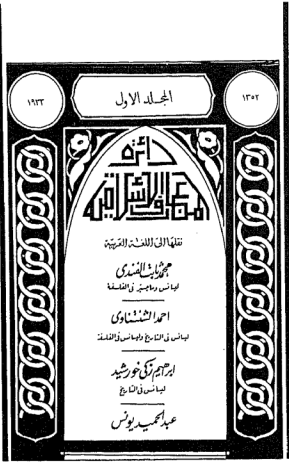 المجلد الاول
١٣٥٢
١٩٣٣
دائرة
المعارف الاسلامية
نقلها الى اللغة العربية
محمد ثابت الفندى
ليسانس وماجستير فى الفلسفة
احمد الشنتناوى
ليسانس فى التاريخ وليسانس فى الفلسفة
ابراهيم زكى خورشيد
ليسانس فى التاريخ
عبد الحميد يونس